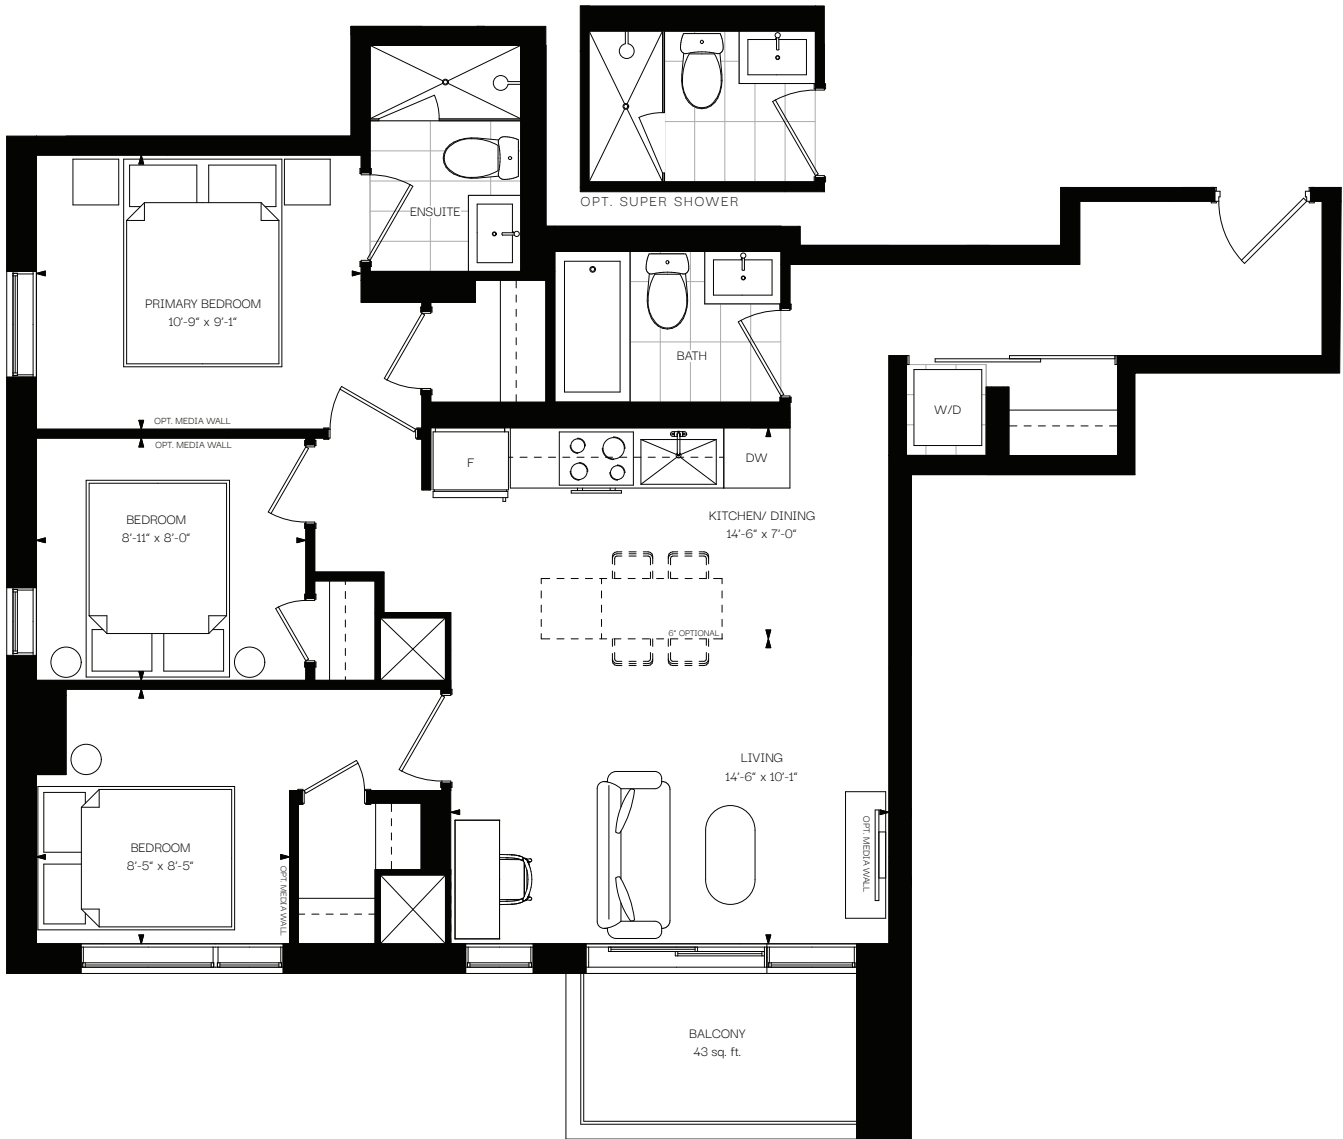 OPT. SUPER SHOWER
ENSUITE
PRIMARY BEDROOM
10'-9" x 9'-1"
BATH
W/D
OPT. MEDIA WALL
OPT. MEDIA WALL
F
DW
BEDROOM
8'-11" x 8'-0"
KITCHEN/ DINING
14'-6" x 7'-0"
6" OPTIONAL
LIVING
14'-6" x 10'-1"
OPT. MEDIA WALL
BEDROOM
8'-5" x 8'-5"
OPT. MEDIA WALL
BALCONY
43 sq. ft.